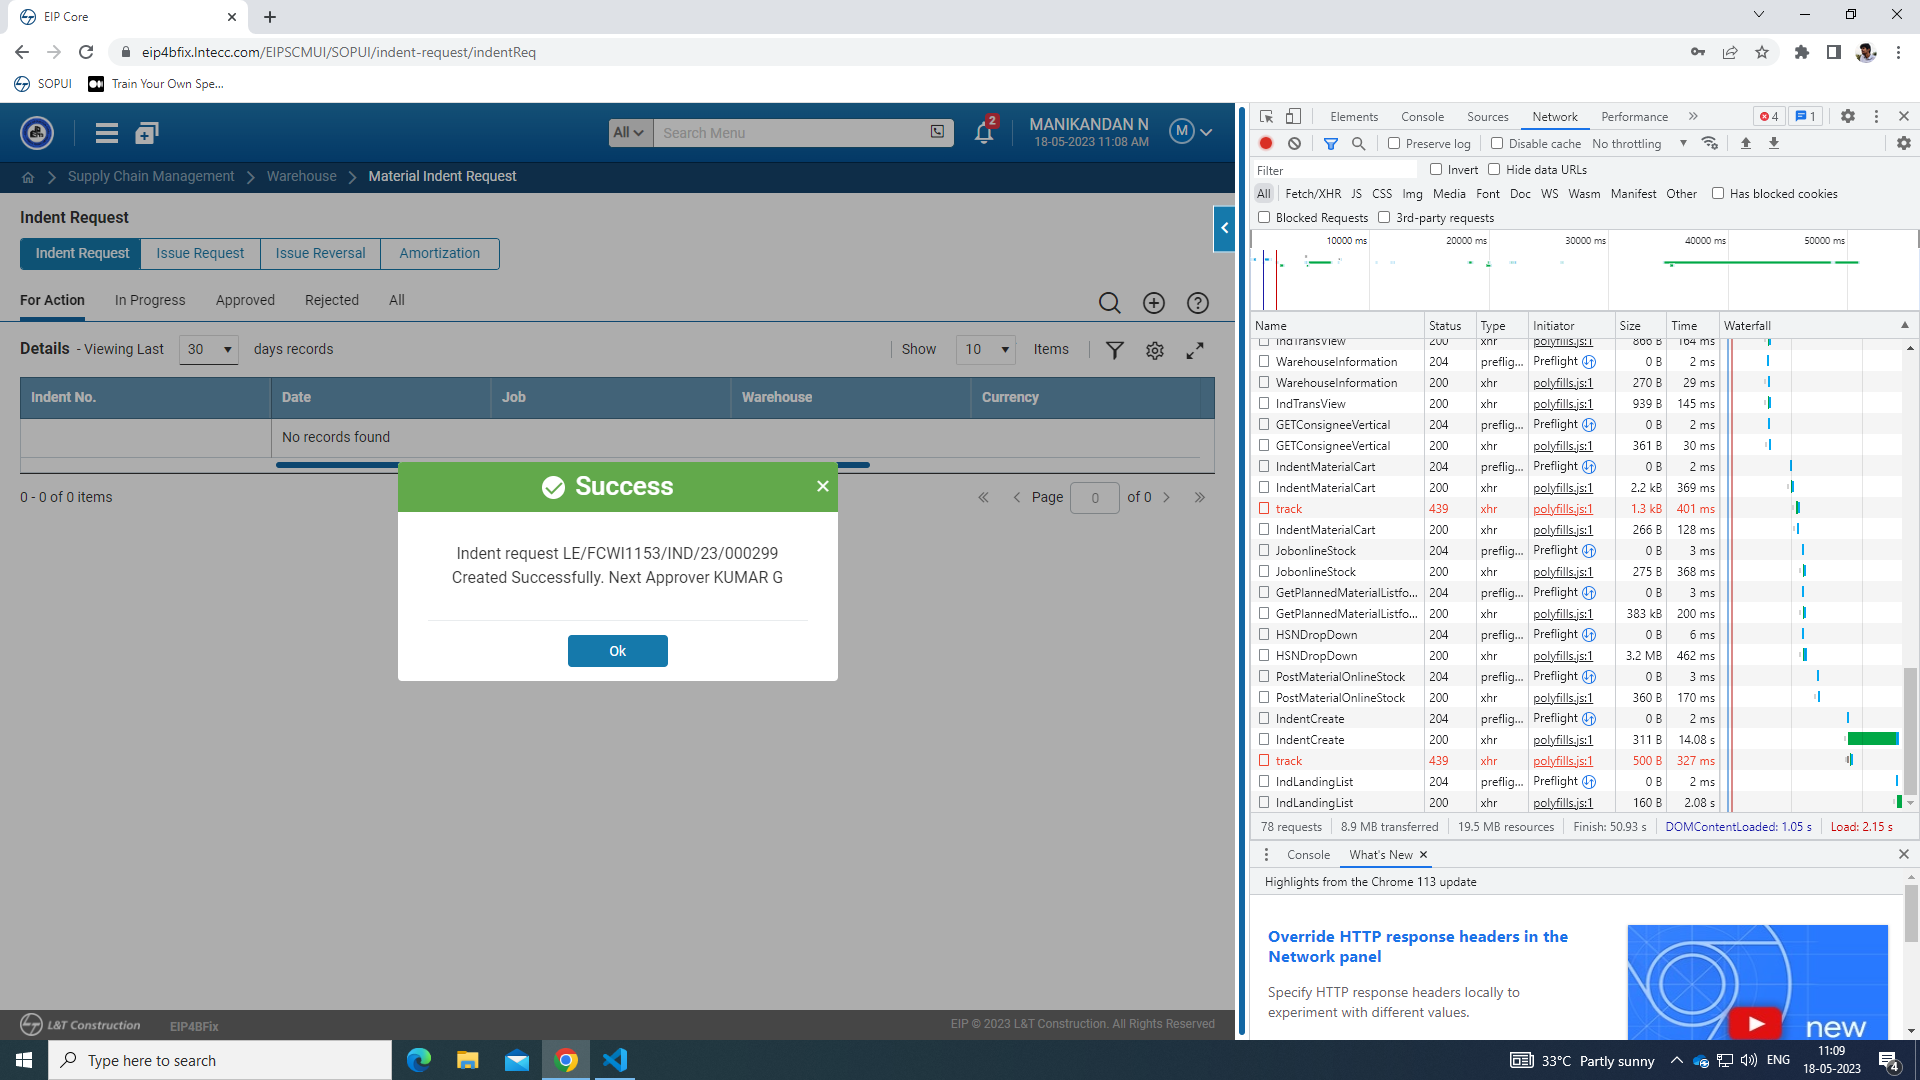 EIP Core
eip4bfix.lntecc.com/EIPSCMUI/SOPUI/indent-request/indentReq
SOPUI
Train Your Own Spe...
All
Search Menu
2
MANIKANDAN N
18-05-2023 11:08 AM
M
Supply Chain Management
Warehouse
Material Indent Request
Indent Request
Indent Request
Issue Request
Issue Reversal
Amortization
For Action
In Progress
Approved
Rejected
All
Details - Viewing Last
30
days records
Show
10
Items
Indent No.
Date
Job
Warehouse
Currency
No records found
0 - 0 of 0 items
Page
0
of 0
Success
Indent request LE/FCWI1153/IND/23/000299
Created Successfully. Next Approver KUMAR G
Ok
L&T Construction
EIP4BFix
EIP © 2023 L&T Construction. All Rights Reserved
Elements
Console
Sources
Network
Performance
4
1
Preserve log
Disable cache
No throttling
Filter
Invert
Hide data URLs
All
Fetch/XHR
JS
CSS
Img
Media
Font
Doc
WS
Wasm
Manifest
Other
Has blocked cookies
Blocked Requests
3rd-party requests
10000 ms
20000 ms
30000 ms
40000 ms
50000 ms
Name Status Type Initiator Size Time Waterfall
IndTransView 200 xhr polyfills.js:1 866 B 164 ms
WarehouseInformation 204 preflig... Preflight 0 B 2 ms
WarehouseInformation 200 xhr polyfills.js:1 270 B 29 ms
IndTransView 200 xhr polyfills.js:1 939 B 145 ms
GETConsigneeVertical 204 preflig... Preflight 0 B 2 ms
GETConsigneeVertical 200 xhr polyfills.js:1 361 B 30 ms
IndentMaterialCart 204 preflig... Preflight 0 B 2 ms
IndentMaterialCart 200 xhr polyfills.js:1 2.2 kB 369 ms
track 439 xhr polyfills.js:1 1.3 kB 401 ms
IndentMaterialCart 200 xhr polyfills.js:1 266 B 128 ms
JobonlineStock 204 preflig... Preflight 0 B 3 ms
JobonlineStock 200 xhr polyfills.js:1 275 B 368 ms
GetPlannedMaterialListfo... 204 preflig... Preflight 0 B 3 ms
GetPlannedMaterialListfo... 200 xhr polyfills.js:1 383 kB 200 ms
HSNDropDown 204 preflig... Preflight 0 B 6 ms
HSNDropDown 200 xhr polyfills.js:1 3.2 MB 462 ms
PostMaterialOnlineStock 204 preflig... Preflight 0 B 3 ms
PostMaterialOnlineStock 200 xhr polyfills.js:1 360 B 170 ms
IndentCreate 204 preflig... Preflight 0 B 2 ms
IndentCreate 200 xhr polyfills.js:1 311 B 14.08 s
track 439 xhr polyfills.js:1 500 B 327 ms
IndLandingList 204 preflig... Preflight 0 B 2 ms
IndLandingList 200 xhr polyfills.js:1 160 B 2.08 s
78 requests
8.9 MB transferred
19.5 MB resources
Finish: 50.93 s
DOMContentLoaded: 1.05 s
Load: 2.15 s
Console
What's New
Highlights from the Chrome 113 update
Override HTTP response headers in the
Network panel
Specify HTTP response headers locally to
experiment with different values.
new
Type here to search
33°C Partly sunny
ENG
11:09
18-05-2023
4